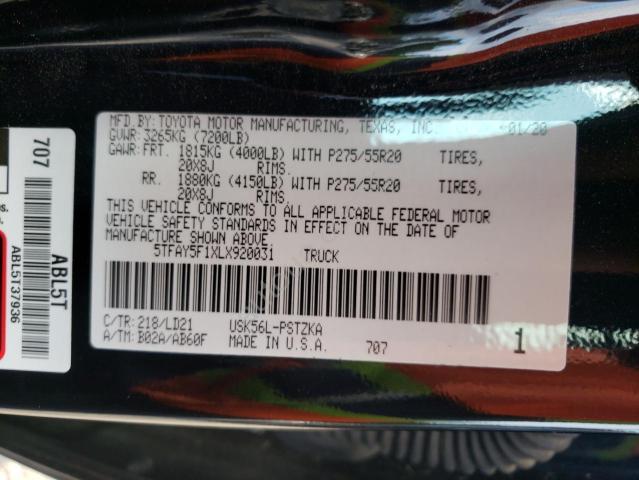 MFD.BY: TOYOTA MOTOR MANUFACTURING, TEXAS, INC. 01/20
GVWR: 3265KG (7200LB)
GAWR: FRT. 1815KG (4000LB) WITH P275/55R20 TIRES,
20X8J RIMS.
RR. 1880KG (4150LB) WITH P275/55R20 TIRES,
20X8J RIMS.
THIS VEHICLE CONFORMS TO ALL APPLICABLE FEDERAL MOTOR
VEHICLE SAFETY STANDARDS IN EFFECT ON THE DATE OF
MANUFACTURE SHOWN ABOVE.
5TFAY5F1XLX920031 TRUCK
C/TR: 218/LD21 USK56L-PSTZKA
A/TM: B02A/AB60F MADE IN U.S.A. 707 1
707
ABL5T
ABL5T37936